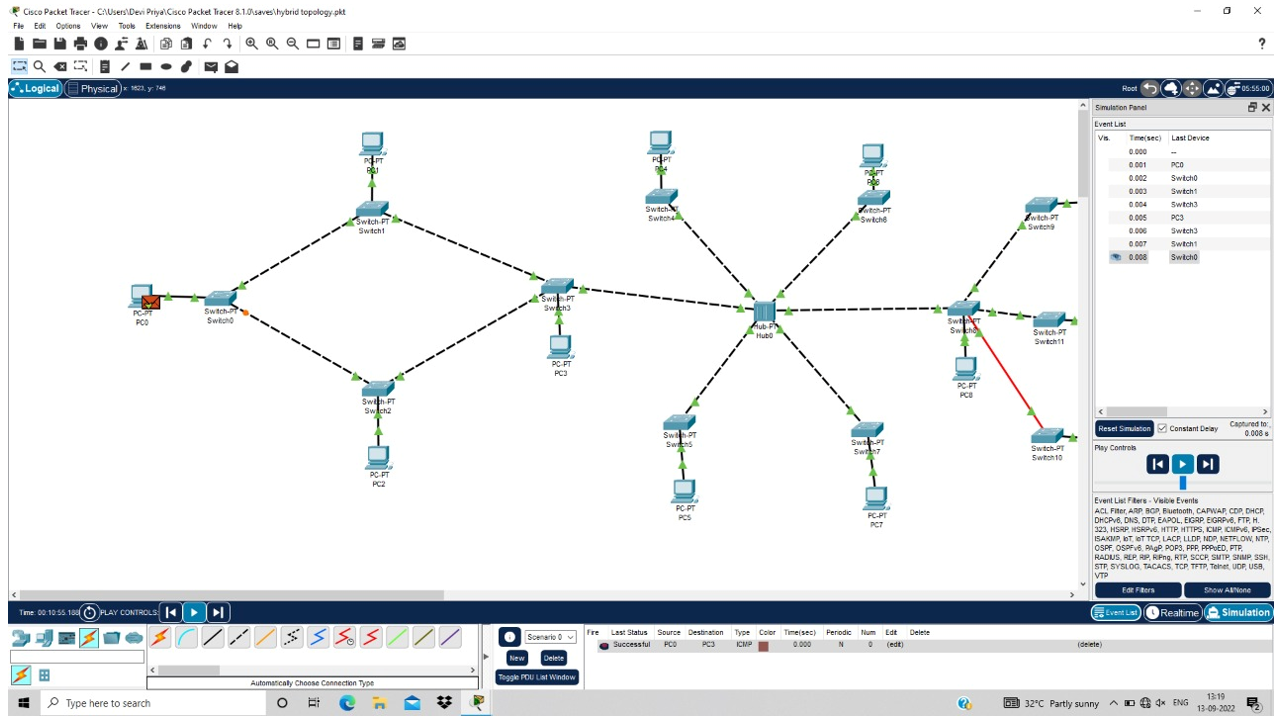 Cisco Packet Tracer - C:\Users\Devi Priya\Cisco Packet Tracer 8.1.0\saves\hybrid topology.pkt
File Edit Options View Tools Extensions Window Help
Logical Physical x: 1623, y: 746 Root 05:55:00
PC-PT
PC1
Switch-PT
Switch1
PC-PT
PC0
Switch-PT
Switch0
Switch-PT
Switch2
PC-PT
PC2
Switch-PT
Switch3
PC-PT
PC3
PC-PT
PC4
Switch-PT
Switch4
PC-PT
PC6
Switch-PT
Switch6
Hub-PT
Hub0
Switch-PT
Switch5
PC-PT
PC5
Switch-PT
Switch7
PC-PT
PC7
Switch-PT
Switch8
PC-PT
PC8
Switch-PT
Switch9
Switch-PT
Switch11
Switch-PT
Switch10
Simulation Panel
Event List
Vis. Time(sec) Last Device
0.000 --
0.001 PC0
0.002 Switch0
0.003 Switch1
0.004 Switch3
0.005 PC3
0.006 Switch3
0.007 Switch1
0.008 Switch0
Reset Simulation Constant Delay Captured to:
0.008 s
Play Controls
Event List Filters - Visible Events
ACL Filter, ARP, BGP, Bluetooth, CAPWAP, CDP, DHCP,
DHCPv6, DNS, DTP, EAPOL, EIGRP, EIGRPv6, FTP, H.
323, HSRP, HSRPv6, HTTP, HTTPS, ICMP, ICMPv6, IPSec,
ISAKMP, IoT, IoT TCP, LACP, LLDP, NDP, NETFLOW, NTP,
OSPF, OSPFv6, PAgP, POP3, PPP, PPPoED, PTP,
RADIUS, REP, RIP, RIPng, RTP, SCCP, SMTP, SNMP, SSH,
STP, SYSLOG, TACACS, TCP, TFTP, Telnet, UDP, USB,
VTP
Edit Filters Show All/None
Time: 00:10:55.188 PLAY CONTROLS: Event List Realtime Simulation
Automatically Choose Connection Type
Scenario 0
New Delete
Toggle PDU List Window
Fire Last Status Source Destination Type Color Time(sec) Periodic Num Edit Delete
Successful PC0 PC3 ICMP 0.000 N 0 (edit) (delete)
Type here to search
32°C Partly sunny ENG 13:19
13-09-2022 2